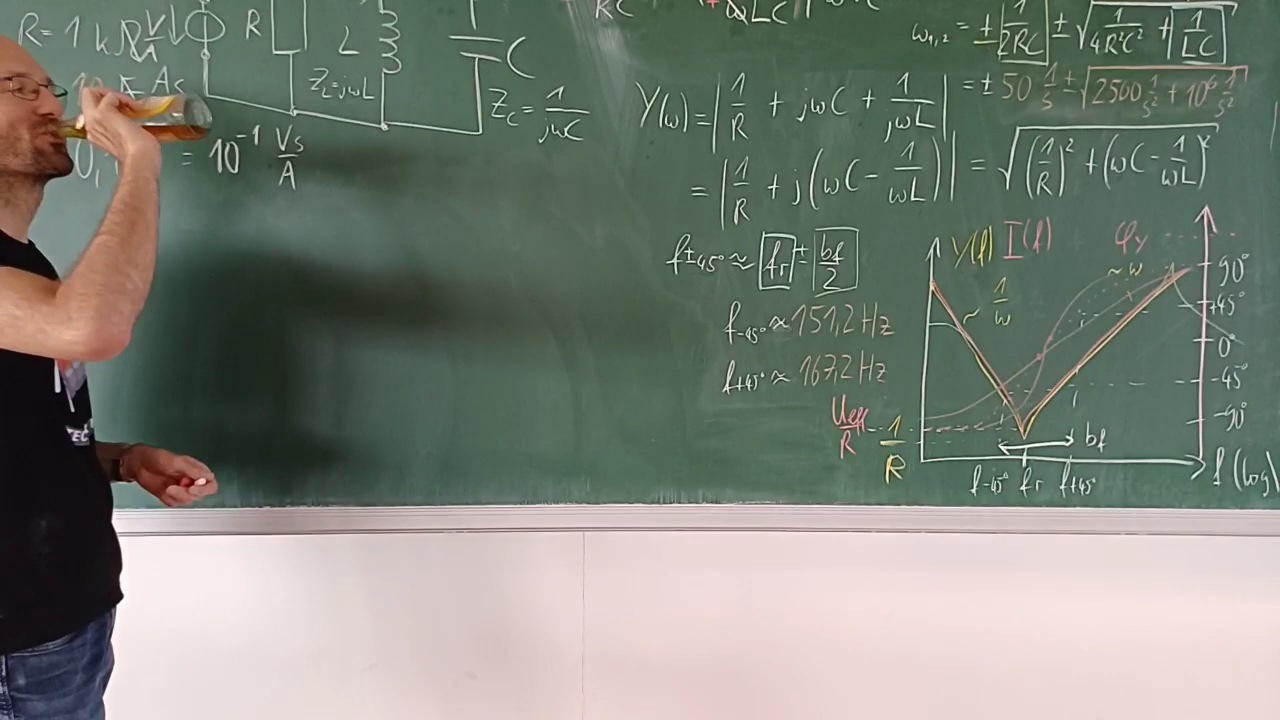 R = 1 kΩ V/A
R
L
C
Z_L = jωL
Z_C = 1/(jωC)
= 10⁻¹ Vs/A
ω₁,₂ = ± 1/(2RC) ± √(1/(4R²C²) + 1/(LC))
= ± 50 1/s ± √(2500 1/s² + 10⁶ 1/s²)
Y(ω) = |1/R + jωC + 1/(jωL)|
= |1/R + j(ωC - 1/(ωL))| = √((1/R)² + (ωC - 1/(ωL))²)
f±45° ≈ fr ± bf/2
f-45° ≈ 151,2 Hz
f+45° ≈ 167,2 Hz
Y(f) I(f) φY
~ ω
~ 1/ω
90°
+45°
0°
-45°
-90°
Ueff/R
1/R
bf
f-45° fr f+45°
f (log)